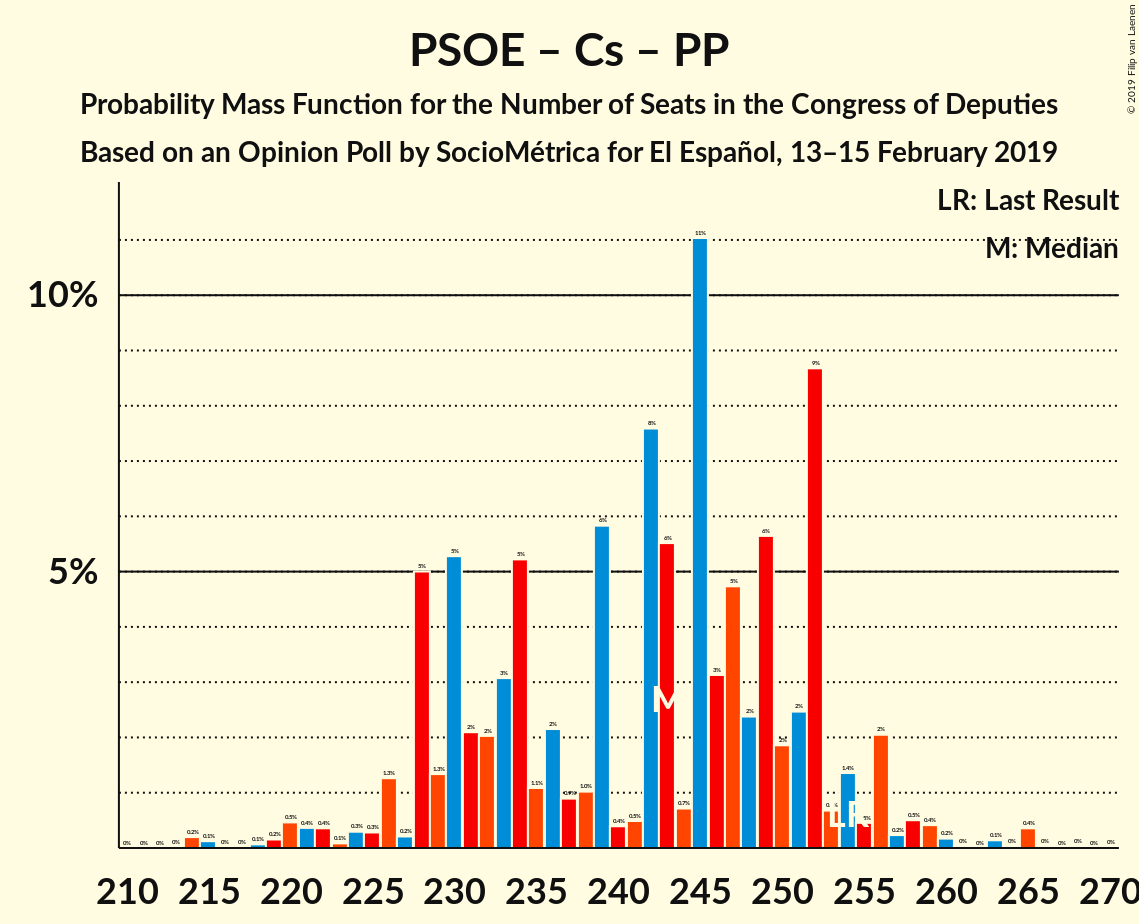 © 2019 Filip van Laenen
PSOE – Cs – PP
Probability Mass Function for the Number of Seats in the Congress of Deputies
Based on an Opinion Poll by SocioMétrica for El Español, 13–15 February 2019
LR: Last Result
M: Median
10%
5%
0% 0% 0% 0% 0.2% 0.1% 0% 0% 0.1% 0.2% 0.5% 0.4% 0.4% 0.1% 0.3% 0.3% 1.3% 0.2% 5% 1.3% 5% 2% 2% 3% 5% 1.1% 2% 0.9% 1.0% 6% 0.4% 0.5% 8% 6% 0.7% 11% 3% 5% 2% 6% 2% 2% 9% 1.4% 2% 0.2% 0.5% 0.4% 0.2% 0% 0% 0.1% 0% 0.4% 0% 0% 0% 0% 0%
M
LR
210 215 220 225 230 235 240 245 250 255 260 265 270